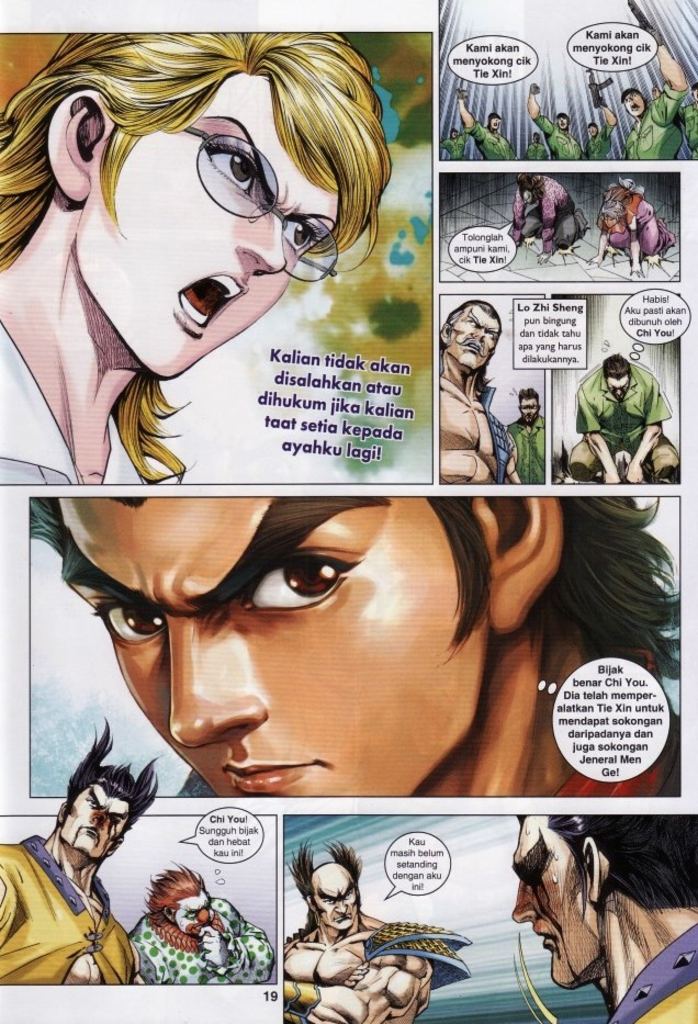 Kalian tidak akan
disalahkan atau
dihukum jika kalian
taat setia kepada
ayahku lagi!
Kami akan
menyokong cik
Tie Xin!
Kami akan
menyokong cik
Tie Xin!
Tolonglah
ampuni kami,
cik Tie Xin!
Lo Zhi Sheng
pun bingung
dan tidak tahu
apa yang harus
dilakukannya.
Habis!
Aku pasti akan
dibunuh oleh
Chi You!
Bijak
benar Chi You.
Dia telah memper-
alatkan Tie Xin untuk
mendapat sokongan
daripadanya dan
juga sokongan
Jeneral Men
Ge!
Chi You!
Sungguh bijak
dan hebat
kau ini!
Kau
masih belum
setanding
dengan aku
ini!
19